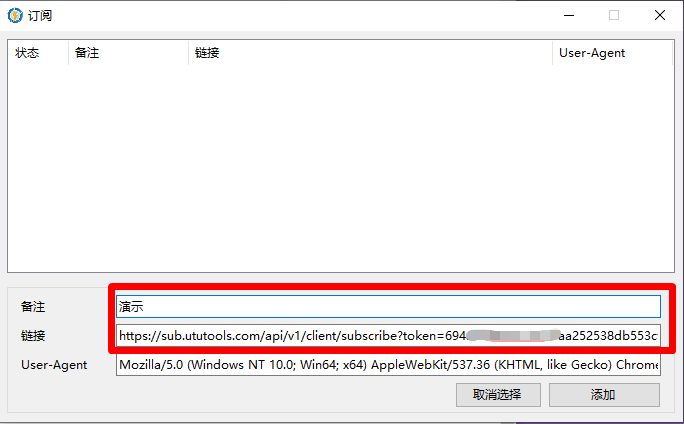 订阅
状态 备注 链接 User-Agent
备注 演示
链接 https://sub.ututools.com/api/v1/client/subscribe?token=694 aa252538db553c
User-Agent Mozilla/5.0 (Windows NT 10.0; Win64; x64) AppleWebKit/537.36 (KHTML, like Gecko) Chrome
取消选择 添加